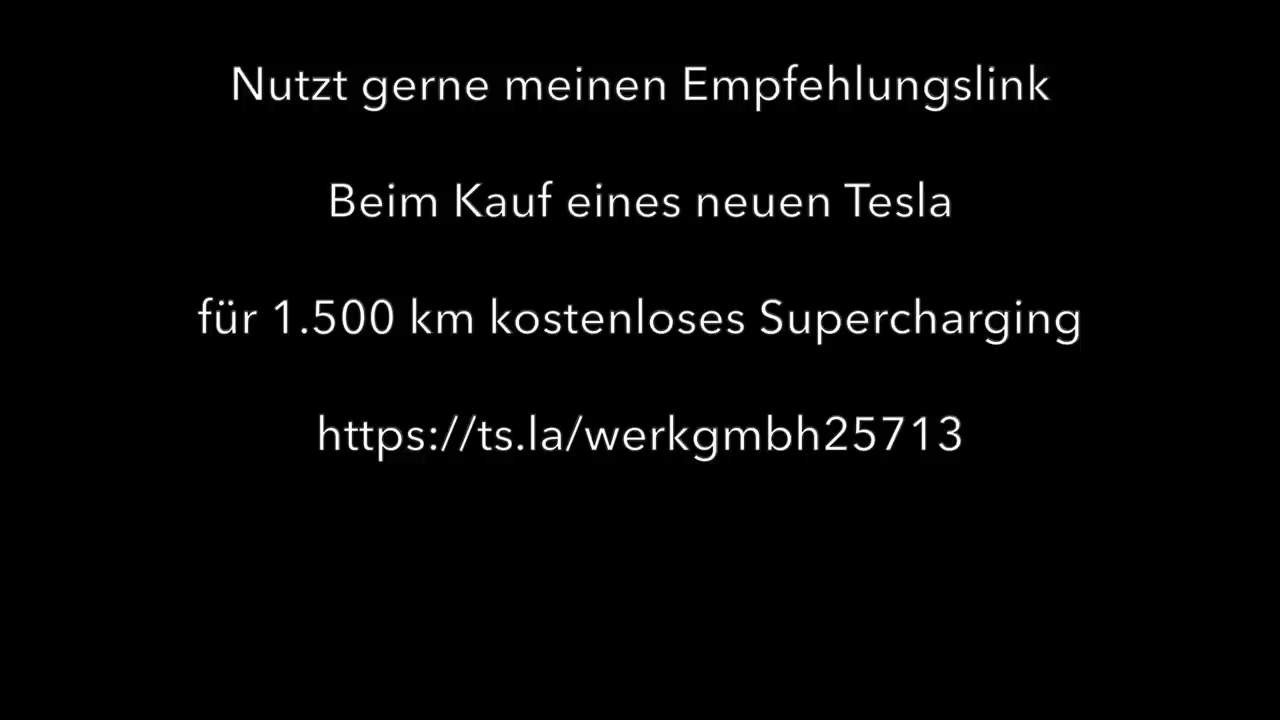 Nutzt gerne meinen Empfehlungslink
Beim Kauf eines neuen Tesla
für 1.500 km kostenloses Supercharging
https://ts.la/werkgmbh25713